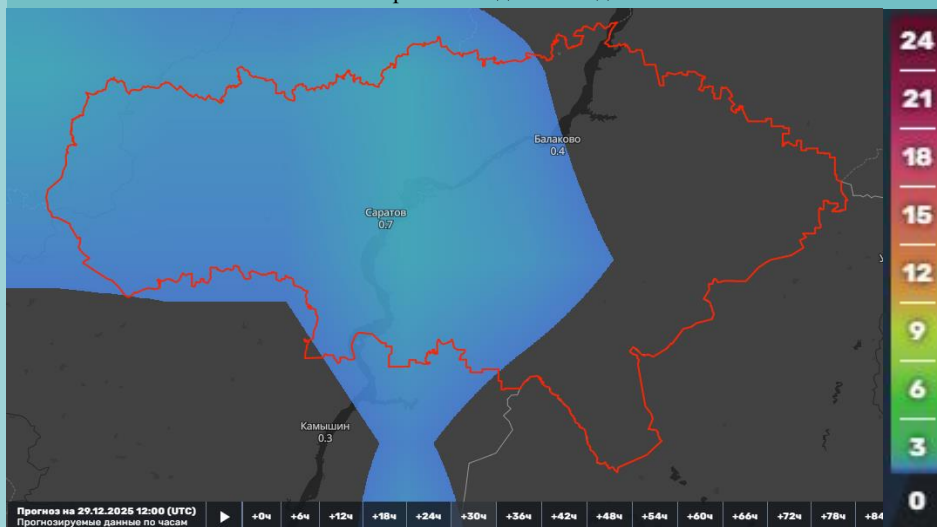 Балаково
0.4
Саратов
0.7
Камышин
0.3
24
21
18
15
12
9
6
3
0
Прогноз на 29.12.2025 12:00 (UTC)
Прогнозируемые данные по часам
+0ч +6ч +12ч +18ч +24ч +30ч +36ч +42ч +48ч +54ч +60ч +66ч +72ч +78ч +84